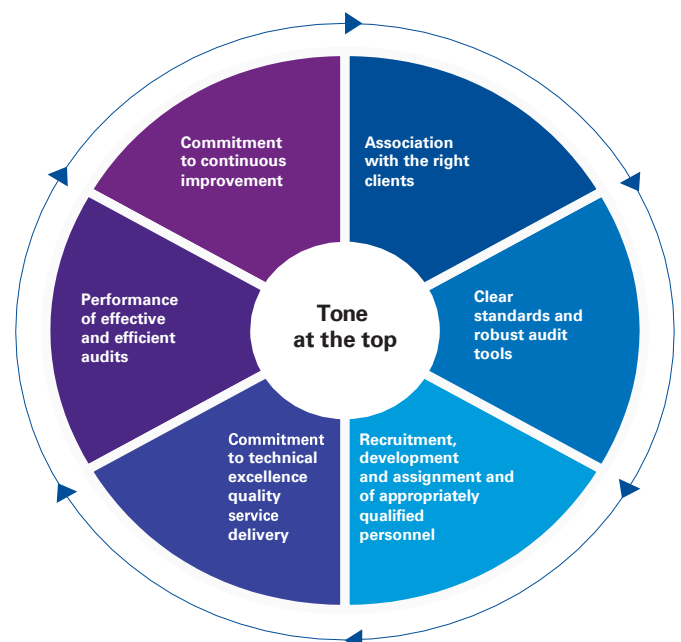 Commitment
to continuous
improvement
Association
with the right
clients
Performance
of effective
and efficient
audits
Tone
at the top
Clear
standards and
robust audit
tools
Commitment
to technical
excellence
quality
service
delivery
Recruitment,
development
and assignment and
of appropriately
qualified
personnel